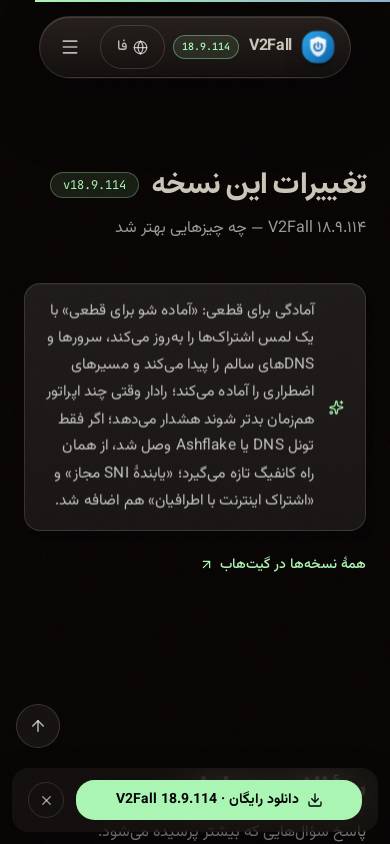 V2Fall
18.9.114
فا
تغییرات این نسخه
v18.9.114
V2Fall ۱۸.۹.۱۱۴ — چه چیزهایی بهتر شد
آمادگی برای قطعی: «آماده شو برای قطعی» با
یک لمس اشتراک‌ها را به‌روز می‌کند، سرورها و
DNSهای سالم را پیدا می‌کند و مسیرهای
اضطراری را آماده می‌کند؛ رادار وقتی چند اپراتور
هم‌زمان بدتر شوند هشدار می‌دهد؛ اگر فقط
تونل DNS یا Ashflake وصل شد، از همان
راه کانفیگ تازه می‌گیرد؛ «یابندهٔ SNI مجاز» و
«اشتراک اینترنت با اطرافیان» هم اضافه شد.
همهٔ نسخه‌ها در گیت‌هاب
دانلود رایگان · V2Fall 18.9.114
پاسخ سؤال‌هایی که بیشتر پرسیده می‌شود.